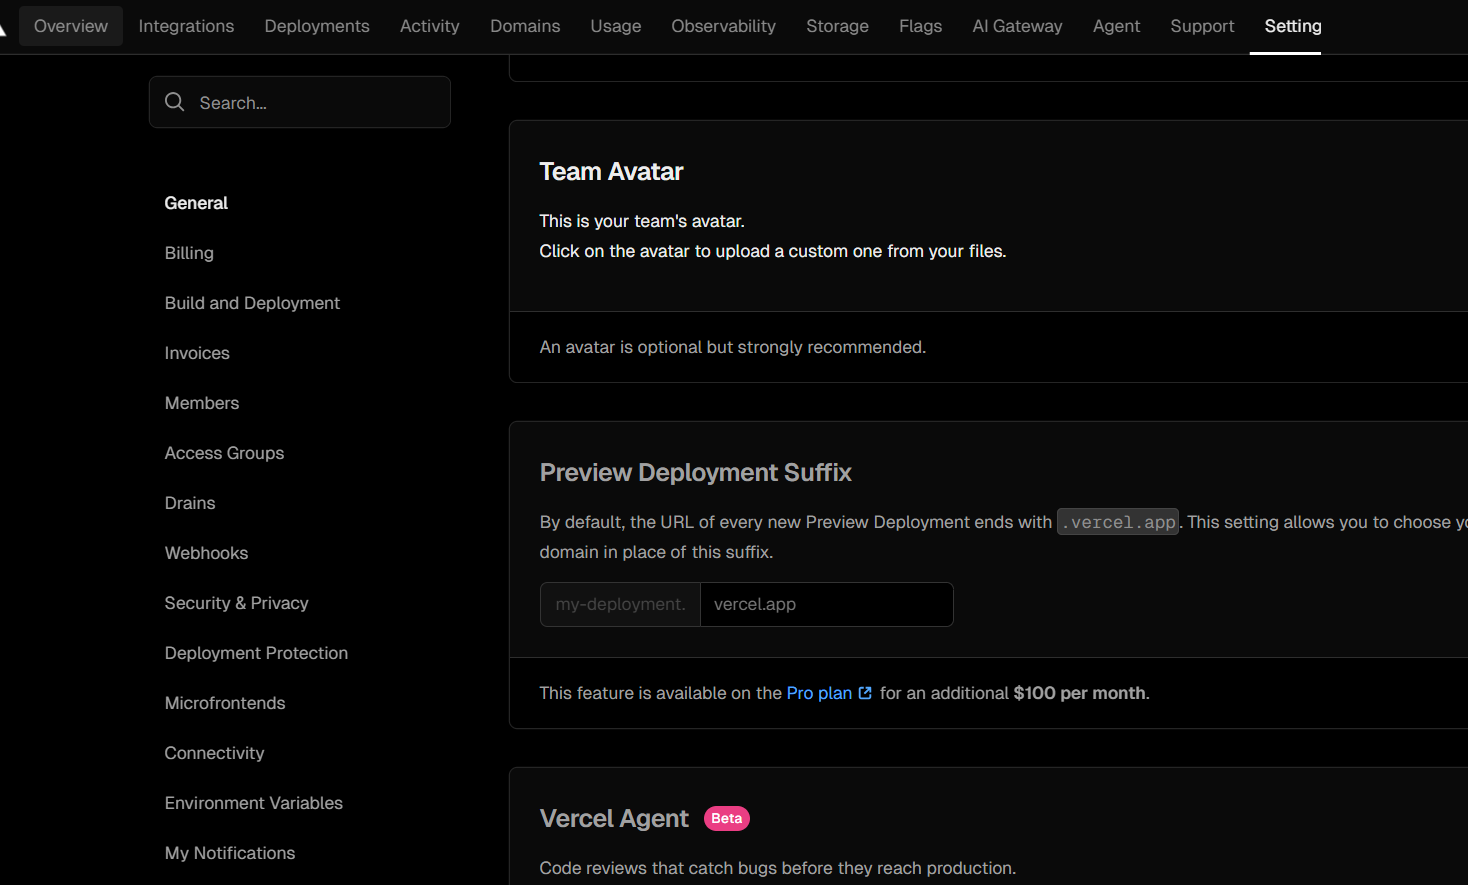 Overview Integrations Deployments Activity Domains Usage Observability Storage Flags AI Gateway Agent Support Setting
Search...
General
Billing
Build and Deployment
Invoices
Members
Access Groups
Drains
Webhooks
Security & Privacy
Deployment Protection
Microfrontends
Connectivity
Environment Variables
My Notifications
Team Avatar
This is your team's avatar.
Click on the avatar to upload a custom one from your files.
An avatar is optional but strongly recommended.
Preview Deployment Suffix
By default, the URL of every new Preview Deployment ends with .vercel.app. This setting allows you to choose
domain in place of this suffix.
my-deployment. vercel.app
This feature is available on the Pro plan for an additional $100 per month.
Vercel Agent Beta
Code reviews that catch bugs before they reach production.